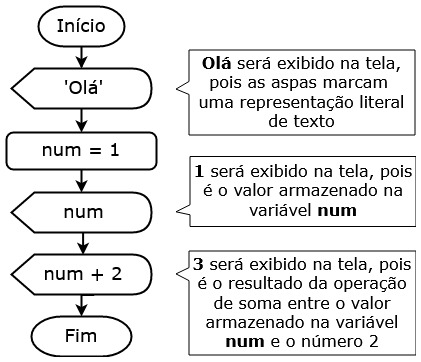 Início
'Olá'
Olá será exibido na tela,
pois as aspas marcam
uma representação literal
de texto
num = 1
num
1 será exibido na tela, pois
é o valor armazenado na
variável num
num + 2
3 será exibido na tela, pois
é o resultado da operação
de soma entre o valor
armazenado na variável
num e o número 2
Fim